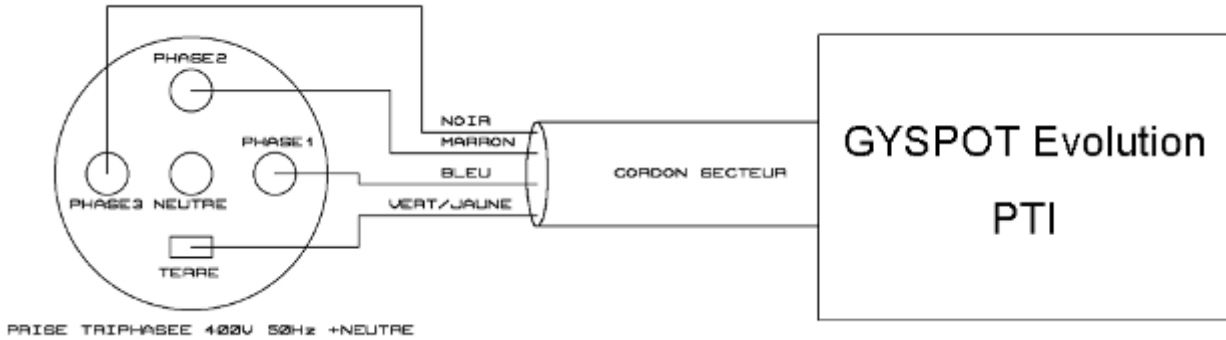 PHASE2
NOIR
MARRON
PHASE1
BLEU
CORDON SECTEUR
GYSPOT Evolution
PTI
PHASE3 NEUTRE
VERT/JAUNE
TERRE
PRISE TRIPHASEE 400V 50Hz +NEUTRE